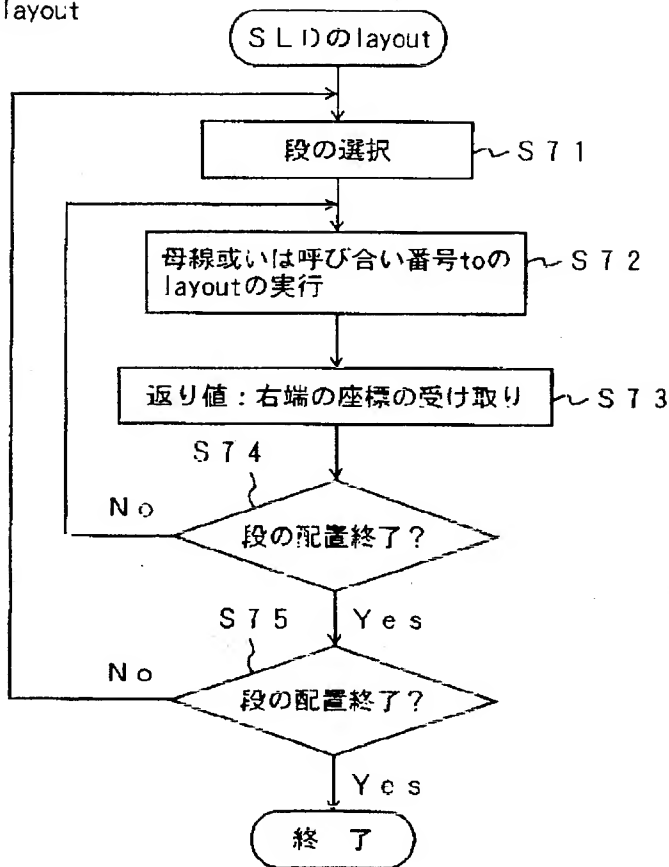 layout
SLDのlayout
段の選択
S71
母線或いは呼び合い番号toの
layoutの実行
S72
返り値：右端の座標の受け取り
S73
S74
No
段の配置終了？
Yes
S75
No
段の配置終了？
Yes
終 了